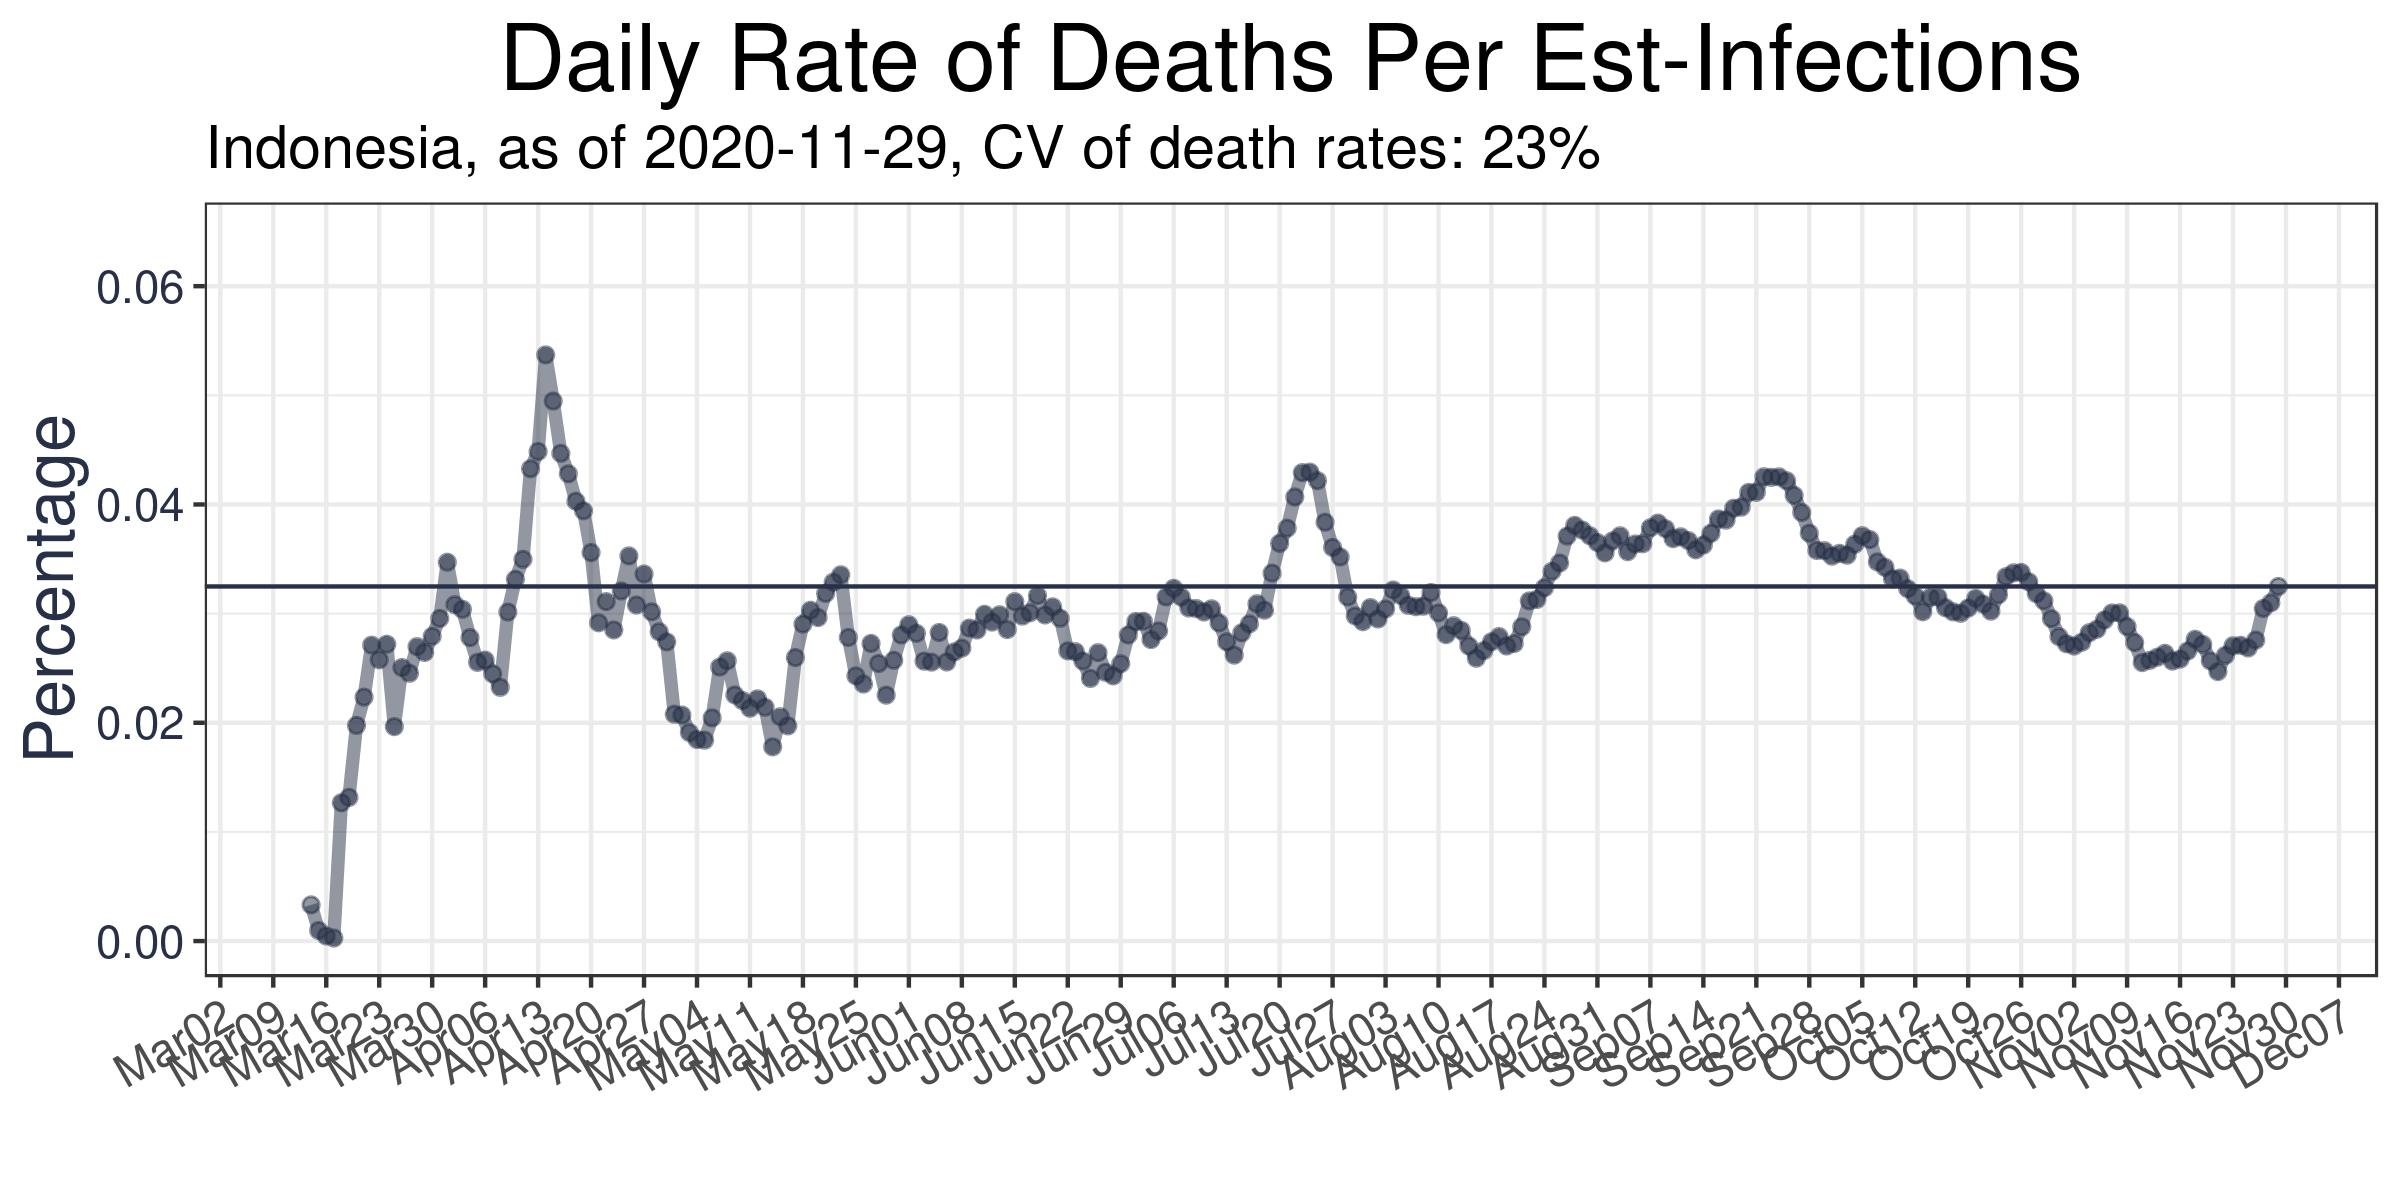 Daily Rate of Deaths Per Est-Infections
Indonesia, as of 2020-11-29, CV of death rates: 23%
Percentage
0.06
0.04
0.02
0.00
Mar02
Mar09
Mar16
Mar23
Mar30
Apr06
Apr13
Apr20
Apr27
May04
May11
May18
May25
Jun01
Jun08
Jun15
Jun22
Jun29
Jul06
Jul13
Jul20
Jul27
Aug03
Aug10
Aug17
Aug24
Aug31
Sep07
Sep14
Sep21
Sep28
Oct05
Oct12
Oct19
Oct26
Nov02
Nov09
Nov16
Nov23
Nov30
Dec07